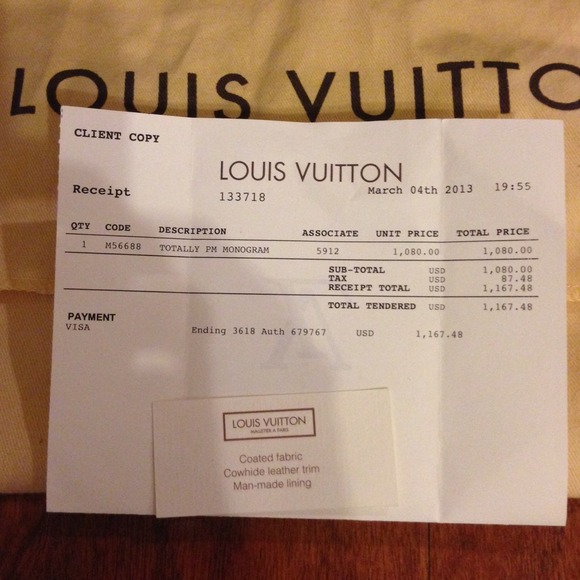 LOUIS VUITTO
CLIENT COPY
LOUIS VUITTON
Receipt 133718 March 04th 2013 19:55
QTY CODE DESCRIPTION ASSOCIATE UNIT PRICE TOTAL PRICE
1 M56688 TOTALLY PM MONOGRAM 5912 1,080.00 1,080.00
SUB-TOTAL USD 1,080.00
TAX USD 87.48
RECEIPT TOTAL USD 1,167.48
TOTAL TENDERED USD 1,167.48
PAYMENT
VISA Ending 3618 Auth 679767 USD 1,167.48
LOUIS VUITTON
MALLETIER A PARIS
Coated fabric
Cowhide leather trim
Man-made lining